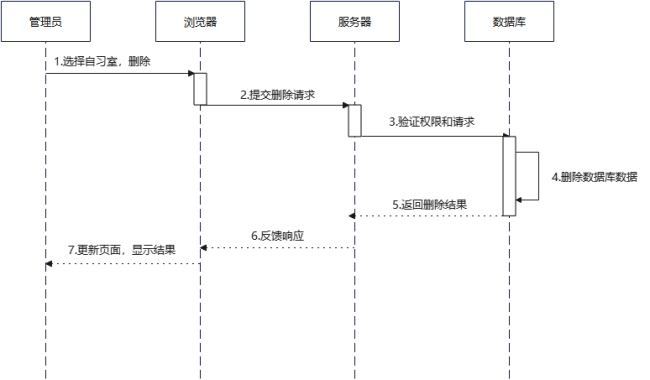 管理员
浏览器
服务器
数据库
1.选择自习室，删除
2.提交删除请求
3.验证权限和请求
4.删除数据库数据
5.返回删除结果
6.反馈响应
7.更新页面，显示结果